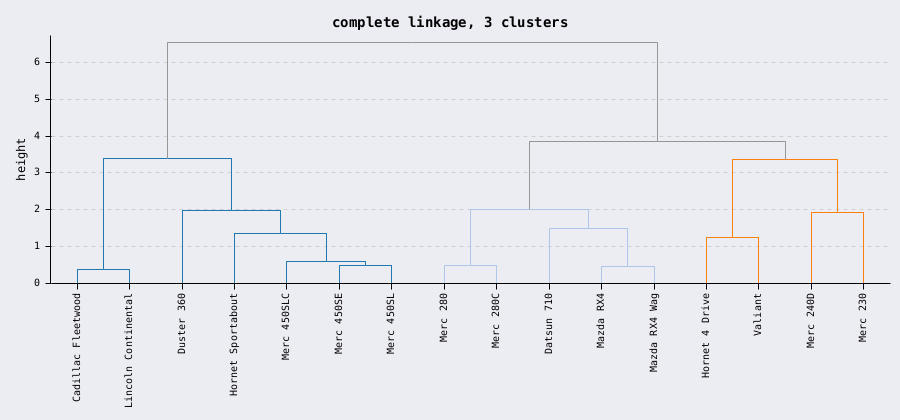 complete linkage, 3 clusters
height
6
5
4
3
2
1
0
Cadillac Fleetwood
Lincoln Continental
Duster 360
Hornet Sportabout
Merc 450SLC
Merc 450SE
Merc 450SL
Merc 280
Merc 280C
Datsun 710
Mazda RX4
Mazda RX4 Wag
Hornet 4 Drive
Valiant
Merc 240D
Merc 230